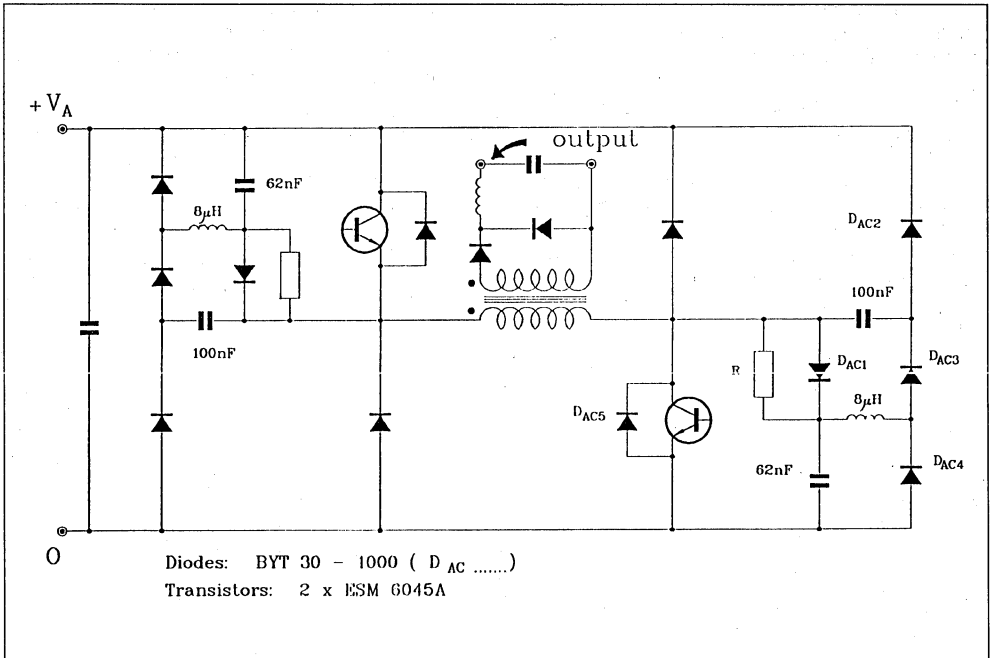 + V_A
output
62nF
8μH
D_AC2
100nF
100nF
D_AC1
D_AC3
R
8μH
D_AC5
62nF
D_AC4
O
Diodes: BYT 30 - 1000 ( D_AC .......)
Transistors: 2 x ESM 6045A